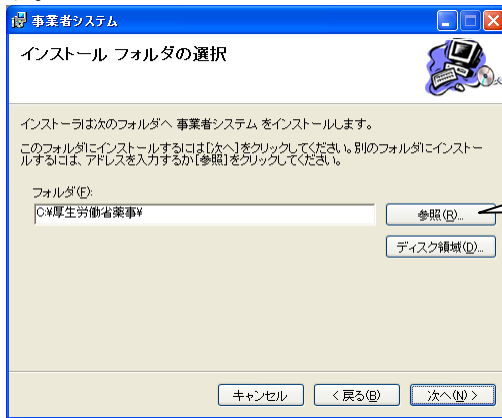 事業者システム
インストール フォルダの選択
インストーラは次のフォルダへ 事業者システム をインストールします。
このフォルダにインストールするには[次へ]をクリックしてください。別のフォルダにインストー
ルするには、アドレスを入力するか[参照]をクリックしてください。
フォルダ(F):
C:¥厚生労働省薬事¥
参照(R)...
ディスク領域(D)...
キャンセル
< 戻る(B)
次へ(N) >